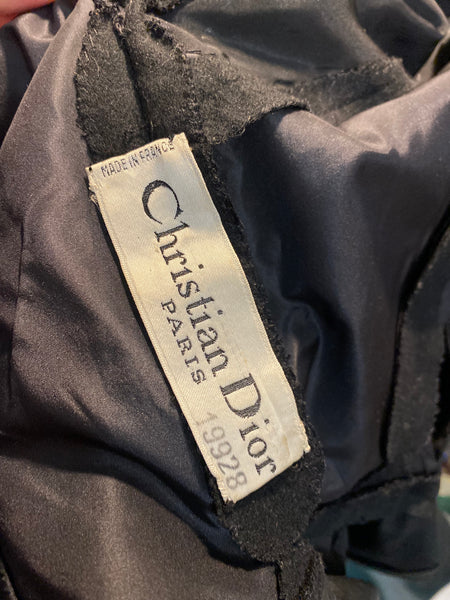 MADE IN FRANCE
Christian Dior
PARIS
19928